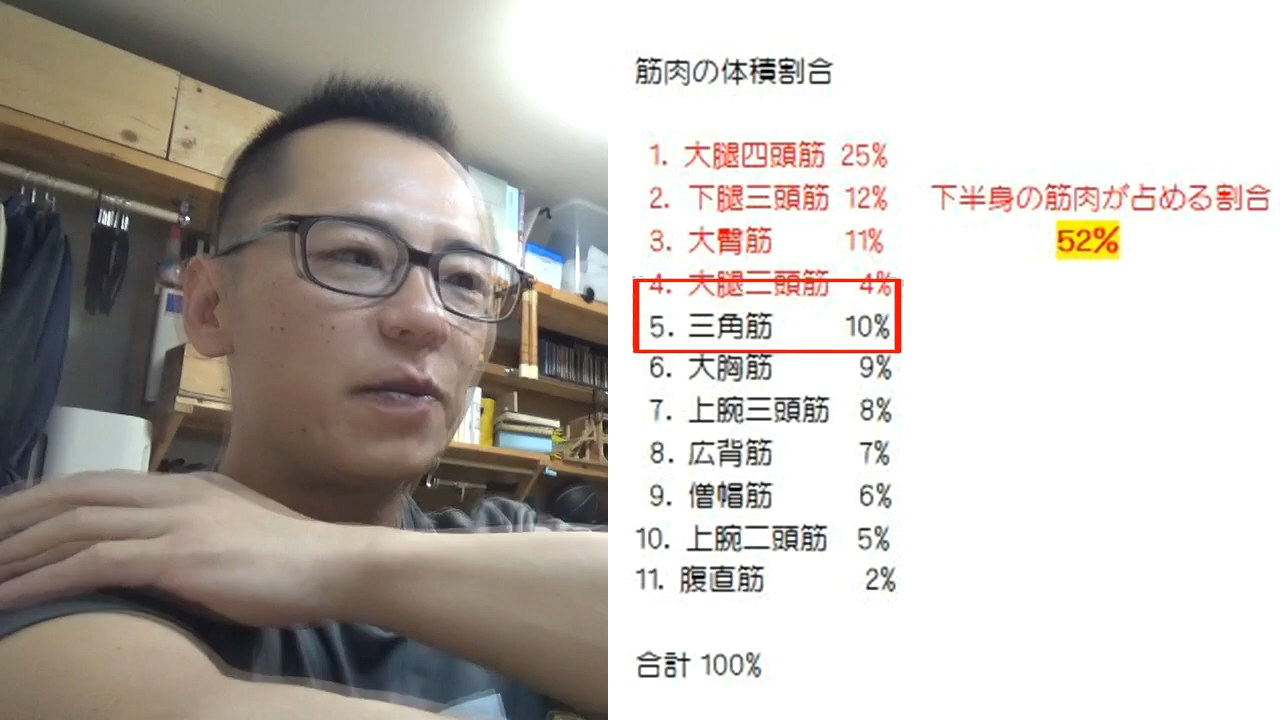 筋肉の体積割合
1. 大腿四頭筋 25%
2. 下腿三頭筋 12%
下半身の筋肉が占める割合
3. 大臀筋 11%
52%
4. 大腿二頭筋 4%
5. 三角筋 10%
6. 大胸筋 9%
7. 上腕三頭筋 8%
8. 広背筋 7%
9. 僧帽筋 6%
10. 上腕二頭筋 5%
11. 腹直筋 2%
合計 100%